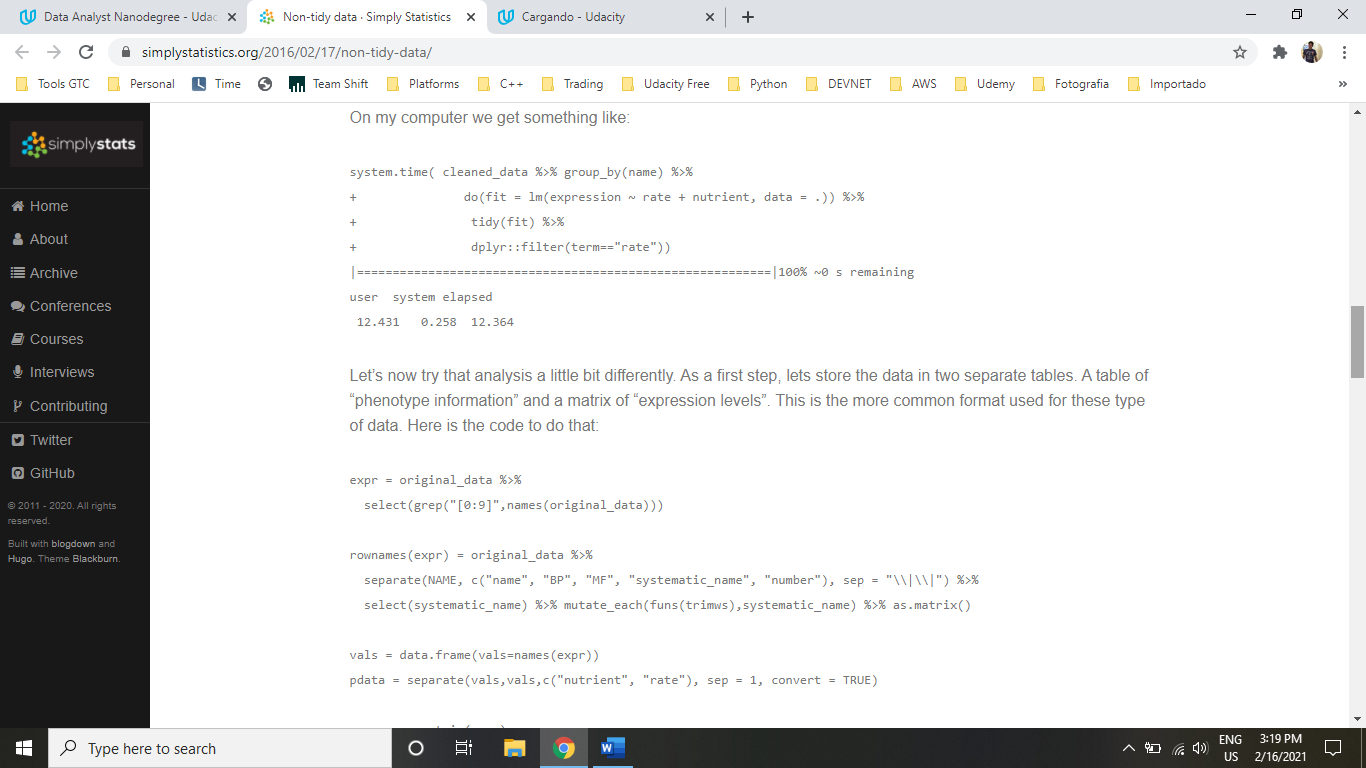 Data Analyst Nanodegree - Udac
Non-tidy data · Simply Statistics
Cargando - Udacity
simplystatistics.org/2016/02/17/non-tidy-data/
Tools GTC
Personal
Time
Team Shift
Platforms
C++
Trading
Udacity Free
Python
DEVNET
AWS
Udemy
Fotografia
Importado
»
simplystats
Home
About
Archive
Conferences
Courses
Interviews
Contributing
Twitter
GitHub
© 2011 - 2020. All rights
reserved.
Built with blogdown and
Hugo. Theme Blackburn.
On my computer we get something like:
system.time( cleaned_data %>% group_by(name) %>%
+               do(fit = lm(expression ~ rate + nutrient, data = .)) %>%
+                tidy(fit) %>%
+                dplyr::filter(term=="rate"))
|==========================================================|100% ~0 s remaining
user  system elapsed
 12.431   0.258  12.364
Let’s now try that analysis a little bit differently. As a first step, lets store the data in two separate tables. A table of
“phenotype information” and a matrix of “expression levels”. This is the more common format used for these type
of data. Here is the code to do that:
expr = original_data %>%
  select(grep("[0:9]",names(original_data)))
rownames(expr) = original_data %>%
  separate(NAME, c("name", "BP", "MF", "systematic_name", "number"), sep = "\\|\\|") %>%
  select(systematic_name) %>% mutate_each(funs(trimws),systematic_name) %>% as.matrix()
vals = data.frame(vals=names(expr))
pdata = separate(vals,vals,c("nutrient", "rate"), sep = 1, convert = TRUE)
Type here to search
ENG
US
3:19 PM
2/16/2021